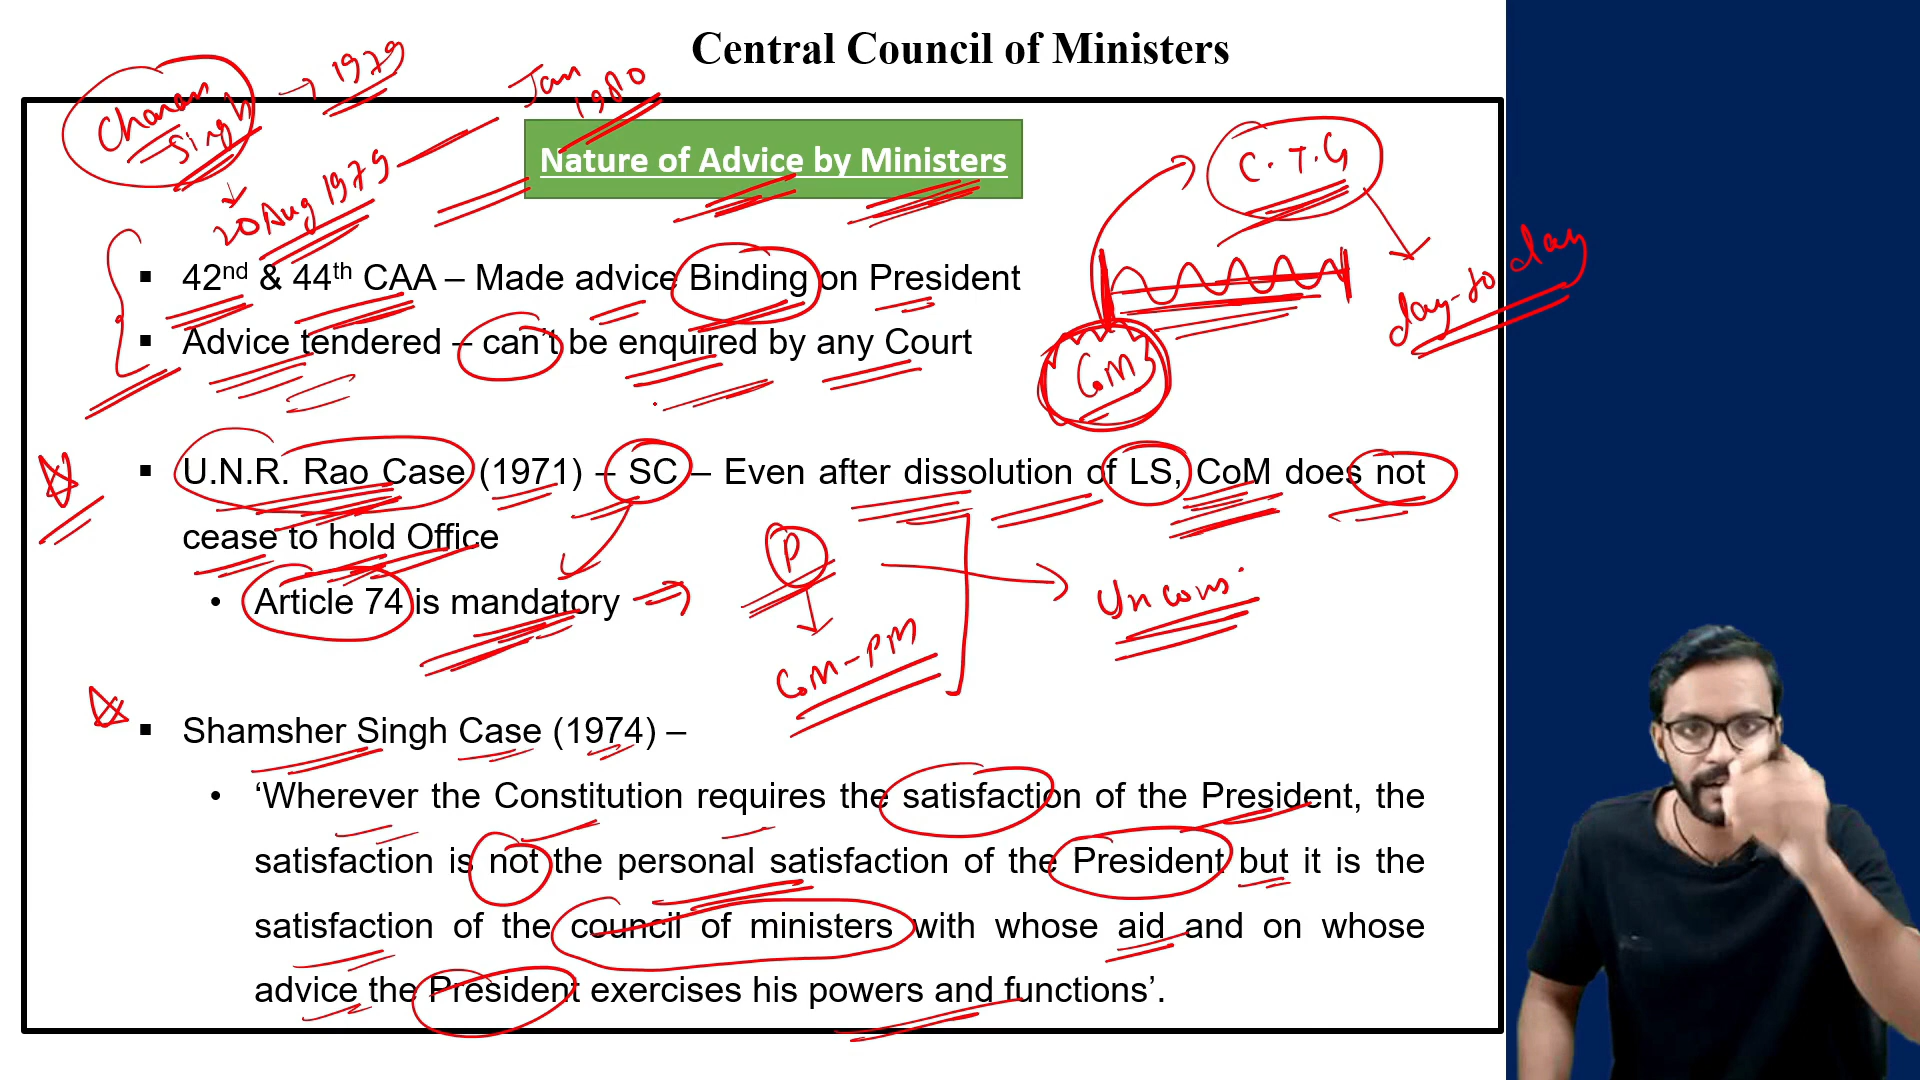 Central Council of Ministers
Charan Singh → 1979
20 Aug 1979 — Jan 1980
Nature of Advice by Ministers
C.T.G
day-to day
CoM
▪ 42nd & 44th CAA – Made advice Binding on President
▪ Advice tendered – can't be enquired by any Court
▪ U.N.R. Rao Case (1971) – SC – Even after dissolution of LS, CoM does not
cease to hold Office
• Article 74 is mandatory ⇒
P
CoM-PM
Uncons.
▪ Shamsher Singh Case (1974) –
• ‘Wherever the Constitution requires the satisfaction of the President, the
satisfaction is not the personal satisfaction of the President but it is the
satisfaction of the council of ministers with whose aid and on whose
advice the President exercises his powers and functions’.